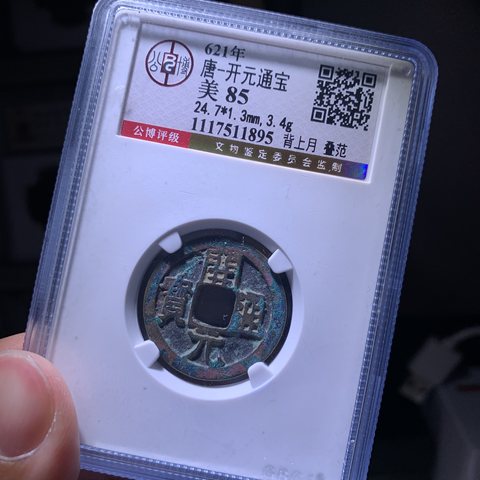 621年
唐-开元通宝
美 85
24.7*1.3mm, 3.4g
1117511895 背上月 叠范
公博评级
文物鉴定委员会监制
開元通寶